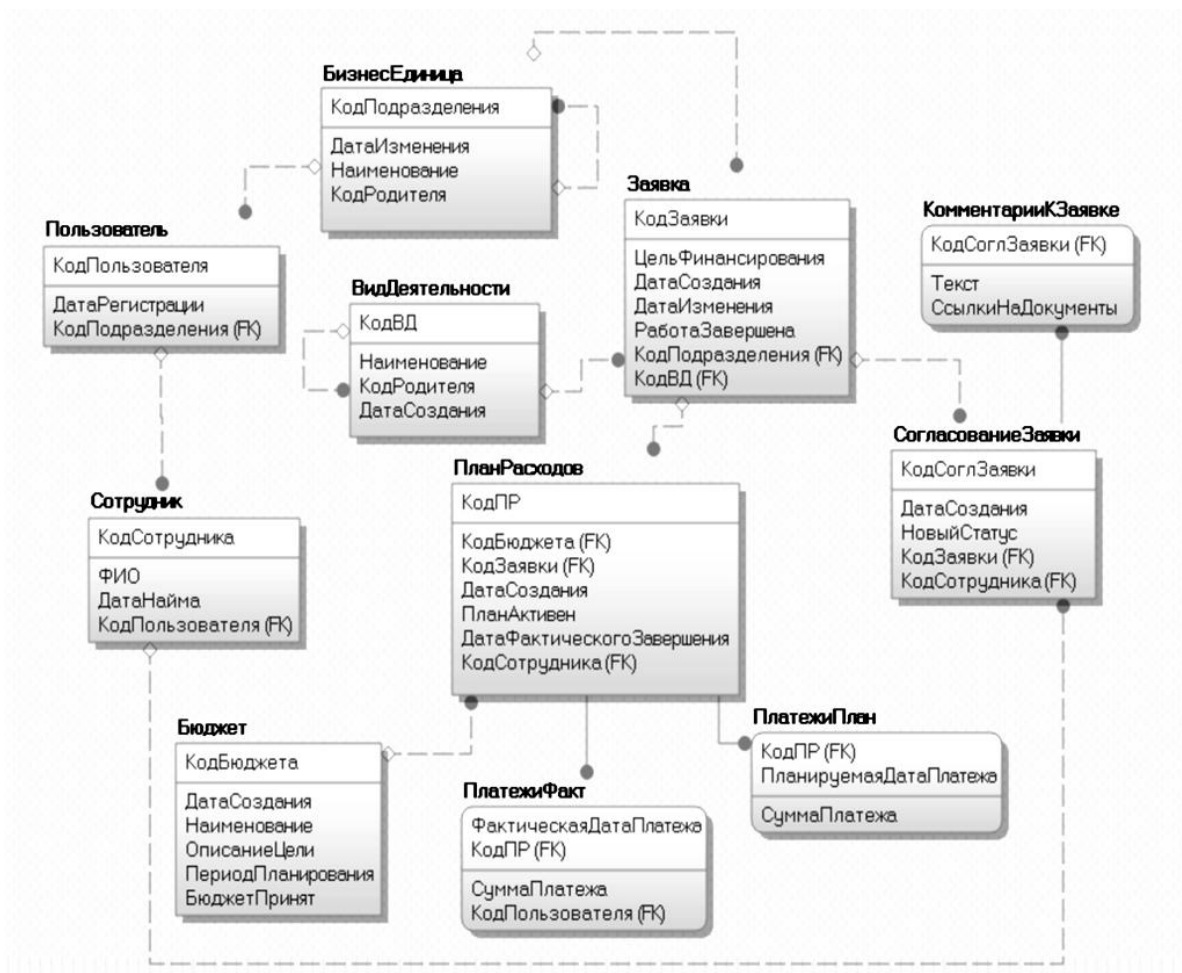 БизнесЕдиница
КодПодразделения
ДатаИзменения
Наименование
КодРодителя
Заявка
КодЗаявки
ЦельФинансирования
ДатаСоздания
ДатаИзменения
РаботаЗавершена
КодПодразделения (FK)
КодВД (FK)
КомментарииКЗаявке
КодСоглЗаявки (FK)
Текст
СсылкиНаДокументы
Пользователь
КодПользователя
ДатаРегистрации
КодПодразделения (FK)
ВидДеятельности
КодВД
Наименование
КодРодителя
ДатаСоздания
СогласованиеЗаявки
КодСоглЗаявки
ДатаСоздания
НовыйСтатус
КодЗаявки (FK)
КодСотрудника (FK)
ПланРасходов
КодПР
КодБюджета (FK)
КодЗаявки (FK)
ДатаСоздания
ПланАктивен
ДатаФактическогоЗавершения
КодСотрудника (FK)
Сотрудник
КодСотрудника
ФИО
ДатаНайма
КодПользователя (FK)
Бюджет
КодБюджета
ДатаСоздания
Наименование
ОписаниеЦели
ПериодПланирования
БюджетПринят
ПлатежиФакт
ФактическаяДатаПлатежа
КодПР (FK)
СуммаПлатежа
КодПользователя (FK)
ПлатежиПлан
КодПР (FK)
ПланируемаяДатаПлатежа
СуммаПлатежа